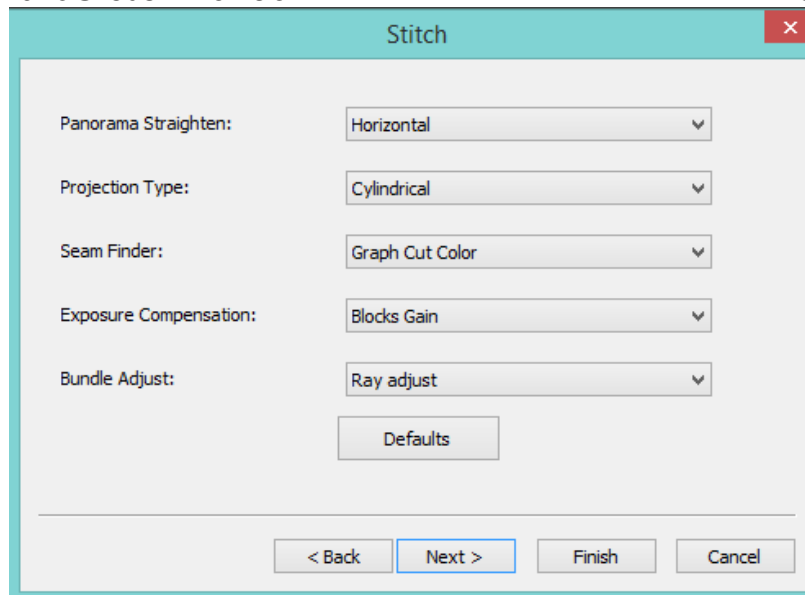 Stitch
Panorama Straighten: Horizontal
Projection Type: Cylindrical
Seam Finder: Graph Cut Color
Exposure Compensation: Blocks Gain
Bundle Adjust: Ray adjust
Defaults
< Back Next > Finish Cancel